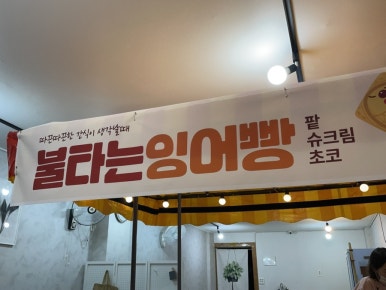 따끈따끈한 간식이 생각날때
불타는잉어빵
팥
슈크림
초코